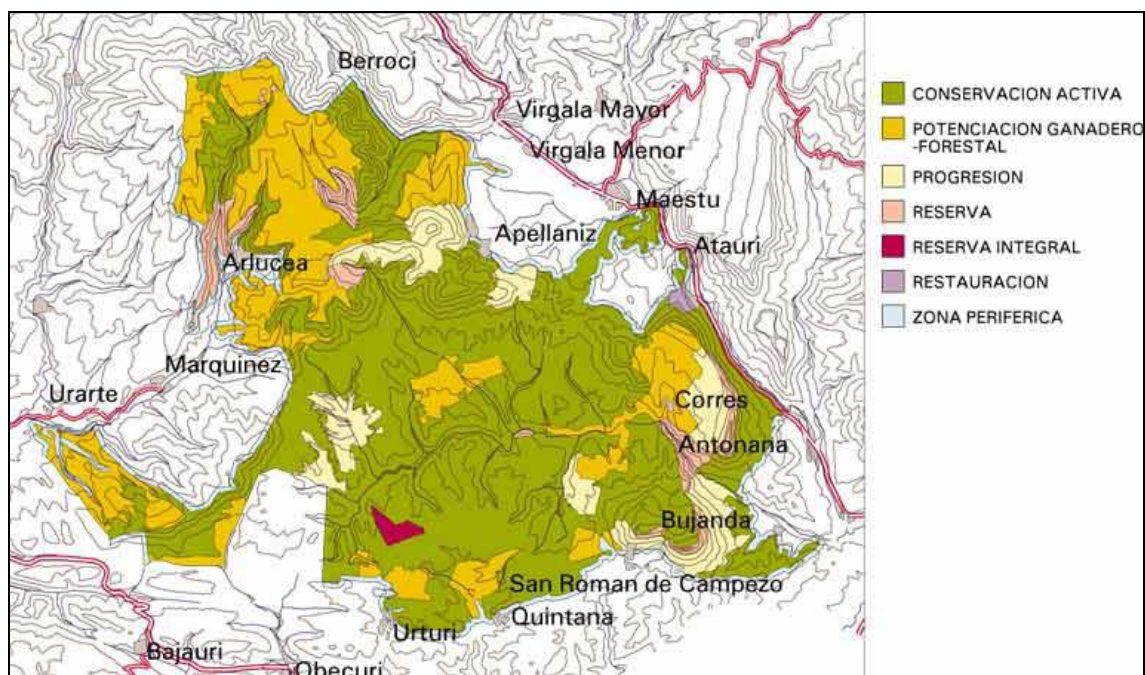 Berroci
Virgala Mayor
Virgala Menor
Maestu
Apellaniz
Atauri
Arlucea
Marquinez
Urarte
Corres
Antonana
Bujanda
San Roman de Campezo
Quintana
Urturi
Bajauri
Obecuri
CONSERVACION ACTIVA
POTENCIACION GANADERO
-FORESTAL
PROGRESION
RESERVA
RESERVA INTEGRAL
RESTAURACION
ZONA PERIFERICA